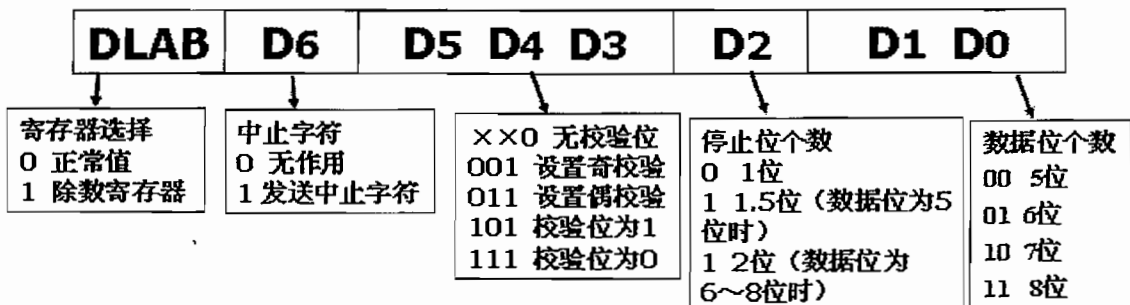 DLAB D6 D5 D4 D3 D2 D1 D0
寄存器选择
0 正常值
1 除数寄存器
中止字符
0 无作用
1 发送中止字符
××0 无校验位
001 设置奇校验
011 设置偶校验
101 校验位为1
111 校验位为0
停止位个数
0 1位
1 1.5位（数据位为5
位时）
1 2位（数据位为
6～8位时）
数据位个数
00 5位
01 6位
10 7位
11 8位